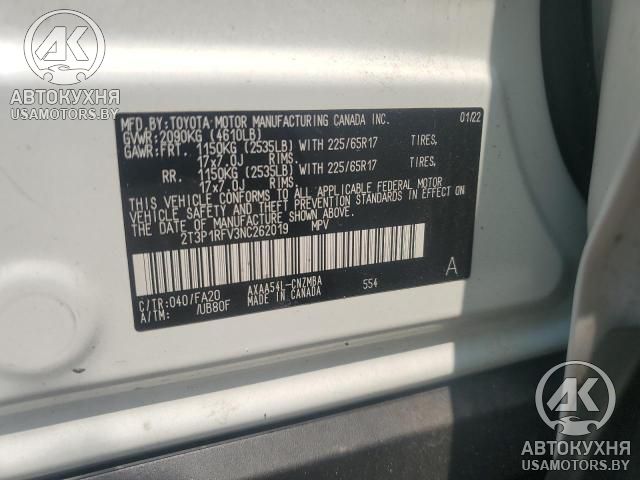 AK
АВТОКУХНЯ
USAMOTORS.BY
MFD.BY:TOYOTA MOTOR MANUFACTURING CANADA INC. 01/22
GVWR:2090KG (4610LB)
GAWR:FRT. 1150KG (2535LB) WITH 225/65R17 TIRES,
17x7.0J RIMS.
RR. 1150KG (2535LB) WITH 225/65R17 TIRES,
17x7.0J RIMS.
THIS VEHICLE CONFORMS TO ALL APPLICABLE FEDERAL MOTOR
VEHICLE SAFETY AND THEFT PREVENTION STANDARDS IN EFFECT ON
THE DATE OF MANUFACTURE SHOWN ABOVE.
2T3P1RFV3NC262019 MPV
C/TR:040/FA20 AXAA54L-CNZMBA 554 A
A/TM: /UB80F MADE IN CANADA
AK
АВТОКУХНЯ
USAMOTORS.BY